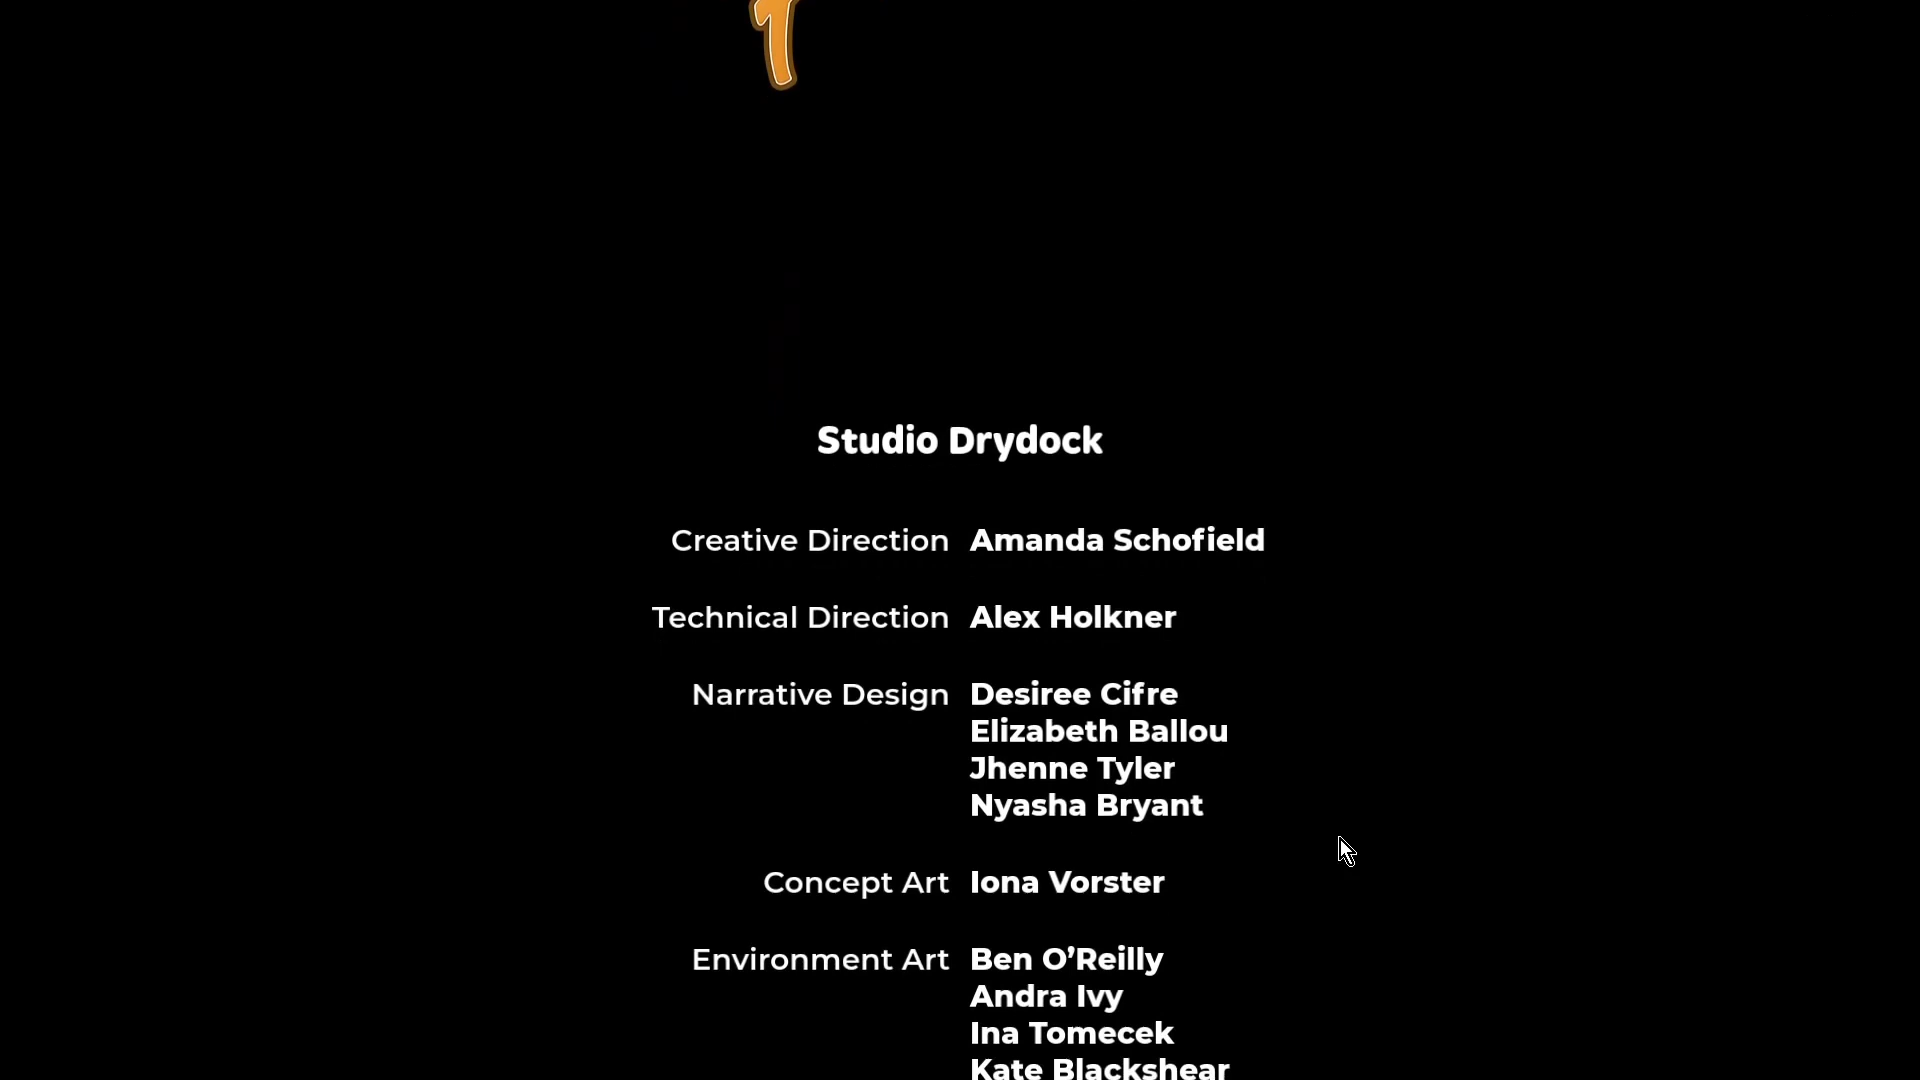 Studio Drydock
Creative Direction Amanda Schofield
Technical Direction Alex Holkner
Narrative Design Desiree Cifre
Elizabeth Ballou
Jhenne Tyler
Nyasha Bryant
Concept Art Iona Vorster
Environment Art Ben O’Reilly
Andra Ivy
Ina Tomecek
Kate Blackshear